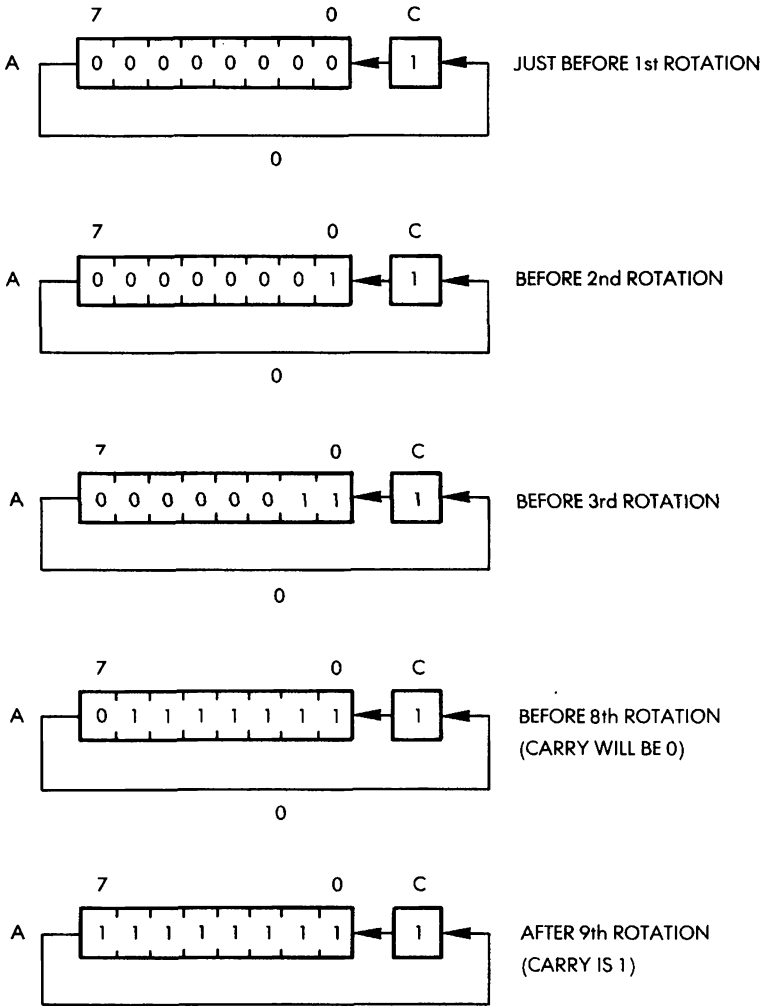 7 0 C
A 0 0 0 0 0 0 0 0 1 JUST BEFORE 1st ROTATION
0
7 0 C
A 0 0 0 0 0 0 0 1 1 BEFORE 2nd ROTATION
0
7 0 C
A 0 0 0 0 0 0 1 1 1 BEFORE 3rd ROTATION
0
7 0 C
A 0 1 1 1 1 1 1 1 1 BEFORE 8th ROTATION
(CARRY WILL BE 0)
0
7 0 C
A 1 1 1 1 1 1 1 1 1 AFTER 9th ROTATION
(CARRY IS 1)